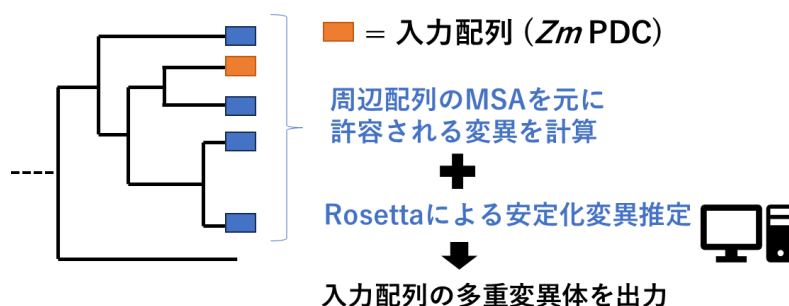 = 入力配列 (Zm PDC)
周辺配列のMSAを元に
許容される変異を計算
Rosettaによる安定化変異推定
入力配列の多重変異体を出力